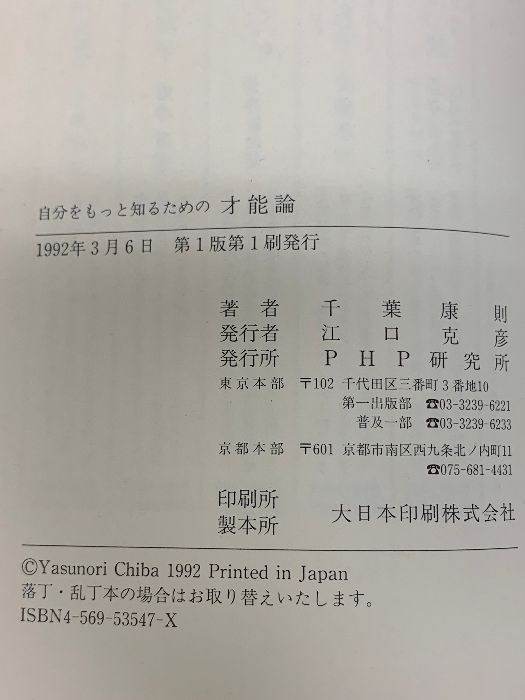 自分をもっと知るための 才能論
1992年3月6日 第1版第1刷発行
著者 千葉康則
発行者 江口克彦
発行所 PHP研究所
東京本部 〒102 千代田区三番町3番地10
第一出版部 ☎03-3239-6221
普及一部 ☎03-3239-6233
京都本部 〒601 京都市南区西九条北ノ内町11
☎075-681-4431
印刷所
製本所 大日本印刷株式会社
©Yasunori Chiba 1992 Printed in Japan
落丁・乱丁本の場合はお取り替えいたします。
ISBN4-569-53547-X